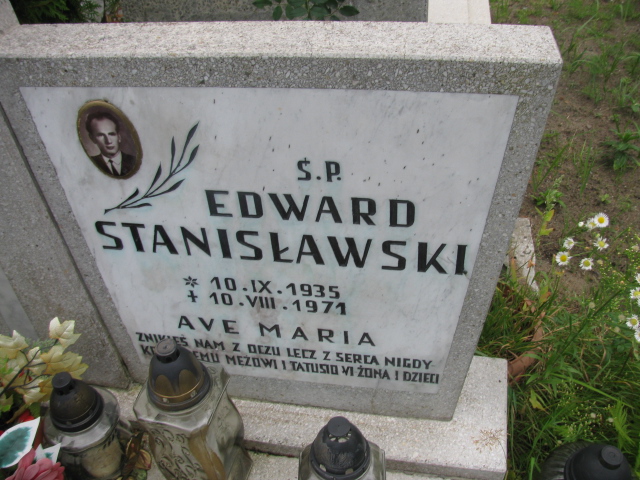 Ś.P.
EDWARD
STANISŁAWSKI
* 10.IX.1935
+ 10.VIII.1971
AVE MARIA
ZNIKŁEŚ NAM Z OCZU LECZ Z SERCA NIGDY
MĘŻOWI I TATUSIOWI ŻONA I DZIECI